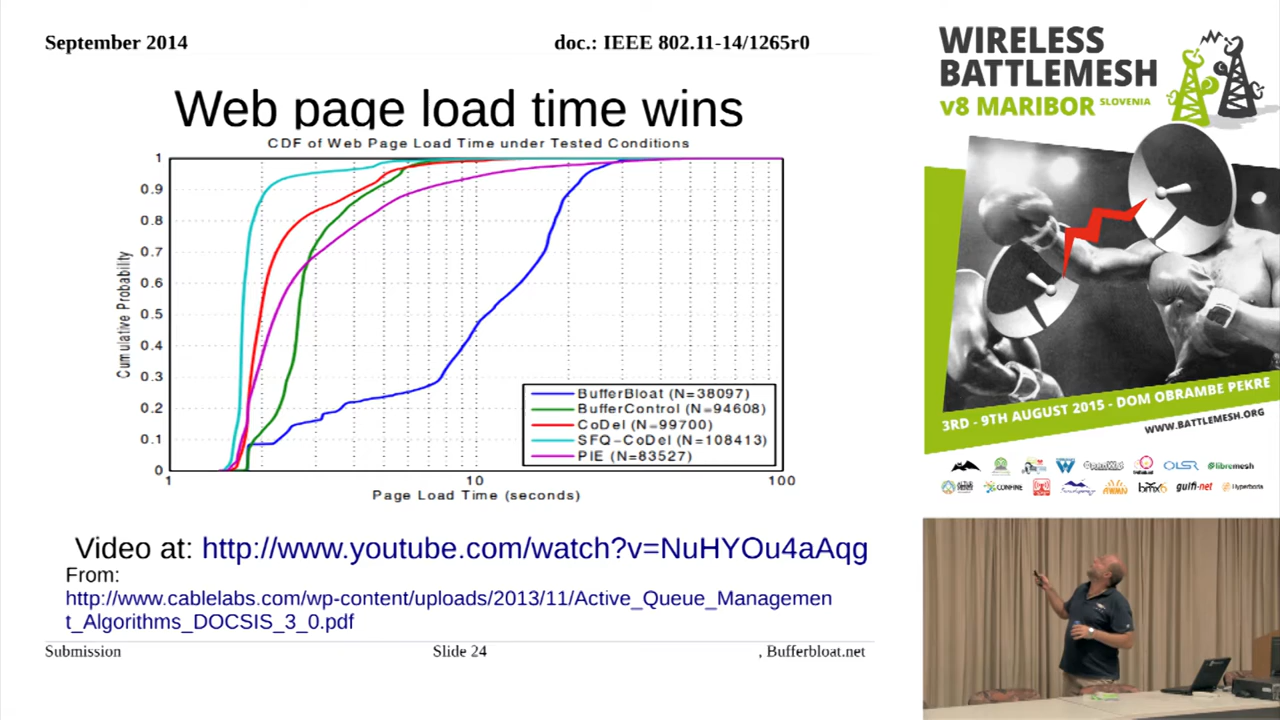 September 2014
doc.: IEEE 802.11-14/1265r0
Web page load time wins
CDF of Web Page Load Time under Tested Conditions
Cumulative Probability
1
0.9
0.8
0.7
0.6
0.5
0.4
0.3
0.2
0.1
0
1
10
100
Page Load Time (seconds)
BufferBloat (N=38097)
BufferControl (N=94608)
CoDel (N=99700)
SFQ-CoDel (N=108413)
PIE (N=83527)
Video at: http://www.youtube.com/watch?v=NuHYOu4aAqg
From:
http://www.cablelabs.com/wp-content/uploads/2013/11/Active_Queue_Managemen
t_Algorithms_DOCSIS_3_0.pdf
Submission
Slide 24
, Bufferbloat.net
WIRELESS
BATTLEMESH
v8 MARIBOR SLOVENIA
3RD - 9TH AUGUST 2015 - DOM OBRAMBE PEKRE
WWW.BATTLEMESH.ORG
OLSR
libremesh
CONFINE
bmx6
guifi·net
Hyperboria